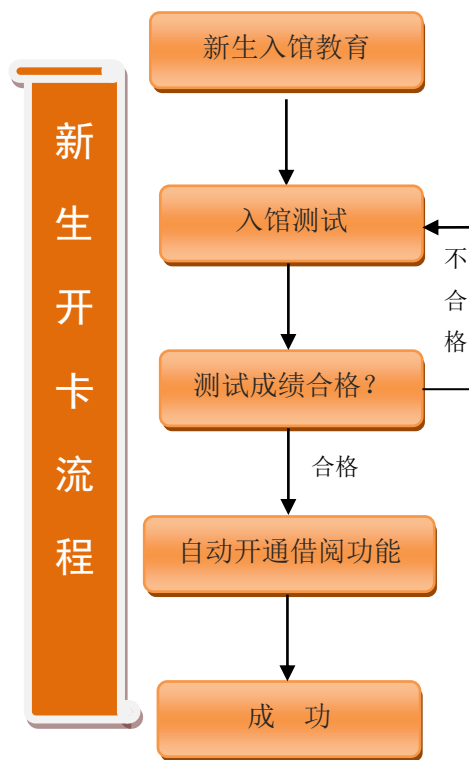 新生开卡流程
新生入馆教育
入馆测试
不合格
测试成绩合格？
合格
自动开通借阅功能
成 功